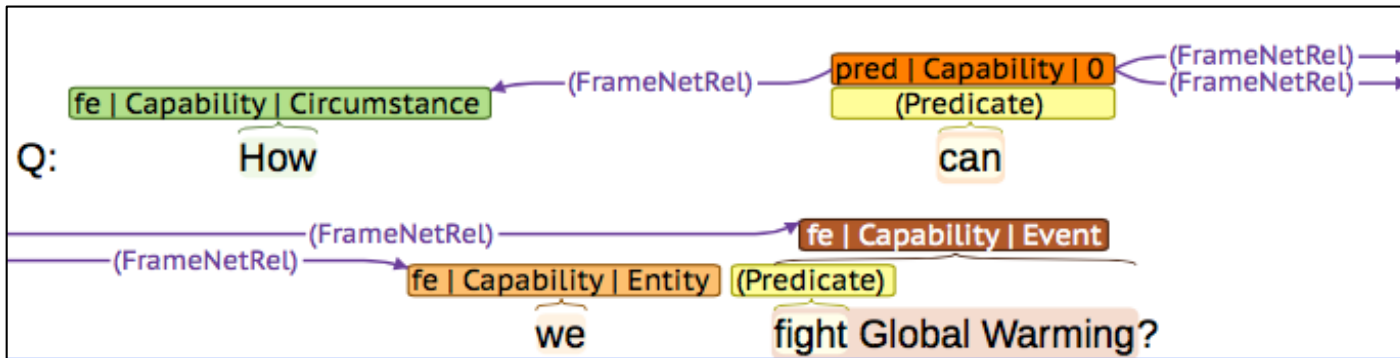 (FrameNetRel) pred | Capability | 0 (FrameNetRel)
(FrameNetRel)
fe | Capability | Circumstance (Predicate)
Q: How can
(FrameNetRel) fe | Capability | Event
(FrameNetRel) fe | Capability | Entity (Predicate)
we fight Global Warming?